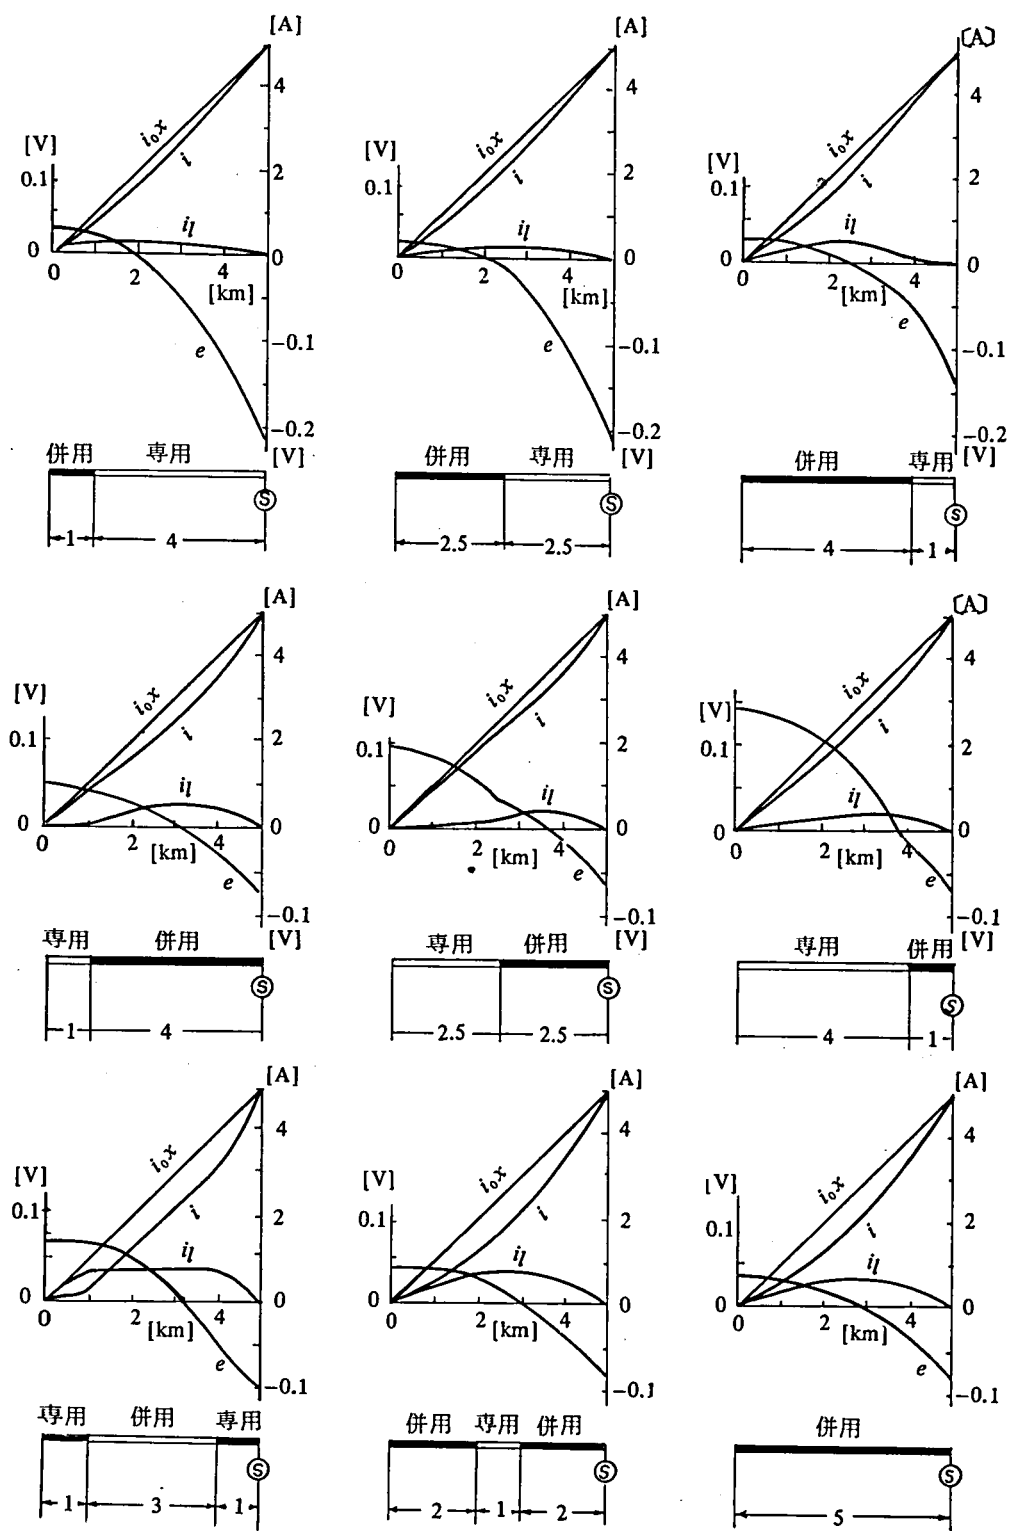 [A] [A] [A]
4 4 4
i₀x i₀x i₀x
[V] i [V] i [V] i
0.1 2 0.1 2 0.1 2
iₗ iₗ iₗ
0 0 0 0 0 0
0 2 4 0 2 4 0 2 4
[km] [km] [km]
e -0.1 e -0.1 e -0.1
-0.2 -0.2 -0.2
併用 専用 [V] 併用 専用 [V] 併用 専用 [V]
S S S
1 4 2.5 2.5 4 1
[A] [A] [A]
4 4 4
i₀x i₀x i₀x
[V] i [V] i [V] i
0.1 2 0.1 2 0.1 2
iₗ iₗ iₗ
0 0 0 0 0 0
0 2 4 0 2 4 0 2 4
[km] [km] [km]
e e e
-0.1 -0.1 -0.1
専用 併用 [V] 専用 併用 [V] 専用 併用 [V]
S S S
1 4 2.5 2.5 4 1
[A] [A] [A]
4 4 4
i₀x i₀x i₀x
[V] i [V] i [V] i
0.1 2 0.1 2 0.1 2
iₗ iₗ iₗ
0 0 0 0 0 0
0 2 4 0 2 4 0 2 4
[km] [km] [km]
e e e
-0.1 -0.1 -0.1
専用 併用 専用 併用 専用 併用 併用
S S S
1 3 1 2 1 2 5